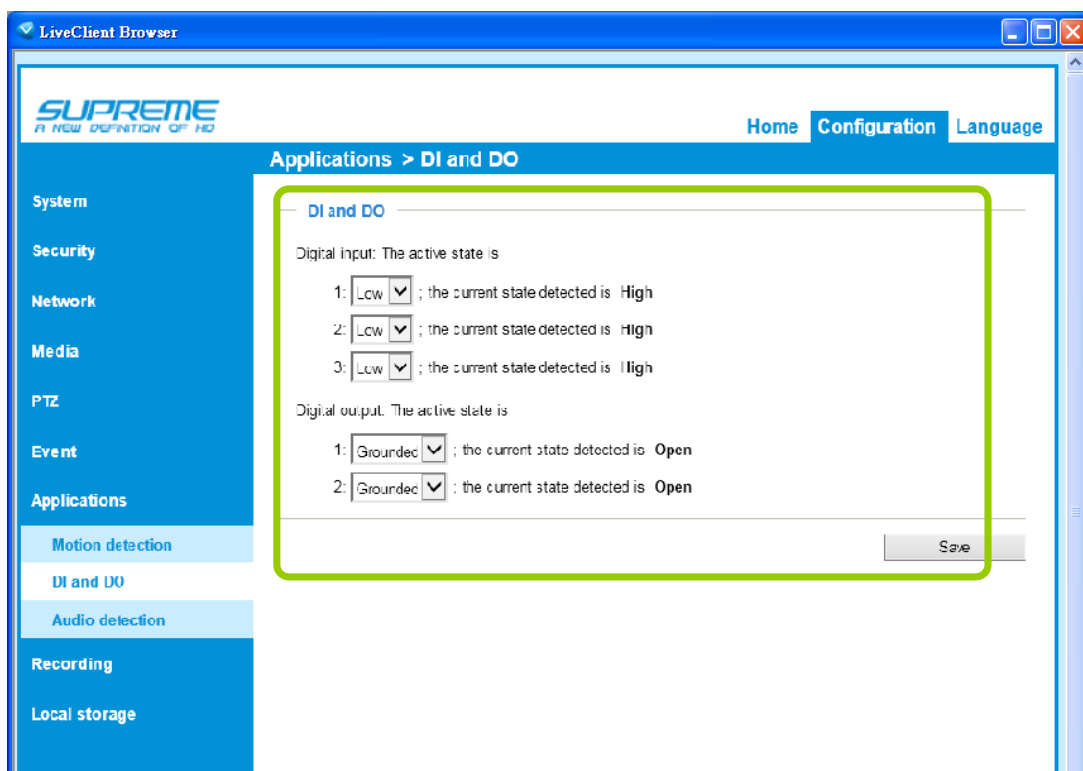 LiveClient Browser
SUPREME
A NEW DEFINITION OF HD
Home Configuration Language
Applications > DI and DO
System
Security
Network
Media
PTZ
Event
Applications
Motion detection
DI and DO
Audio detection
Recording
Local storage
DI and DO
Digital input: The active state is
1: Low ; the current state detected is High
2: Low ; the current state detected is High
3: Low ; the current state detected is High
Digital output: The active state is
1: Grounded ; the current state detected is Open
2: Grounded ; the current state detected is Open
Save